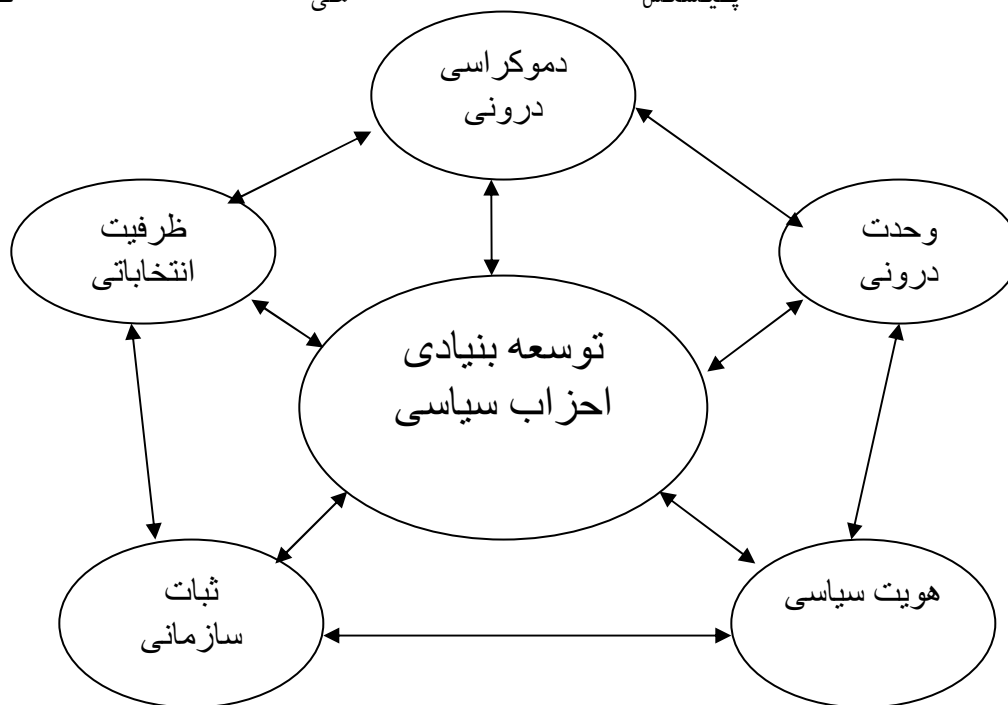 دموکراسی
درونی
وحدت
درونی
ظرفیت
انتخاباتی
توسعه بنیادی
احزاب سیاسی
هویت سیاسی
ثبات
سازمانی